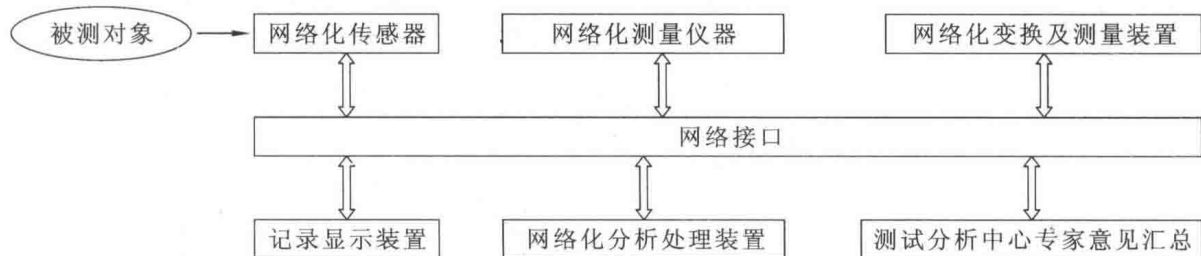 被测对象
网络化传感器
网络化测量仪器
网络化变换及测量装置
网络接口
记录显示装置
网络化分析处理装置
测试分析中心专家意见汇总